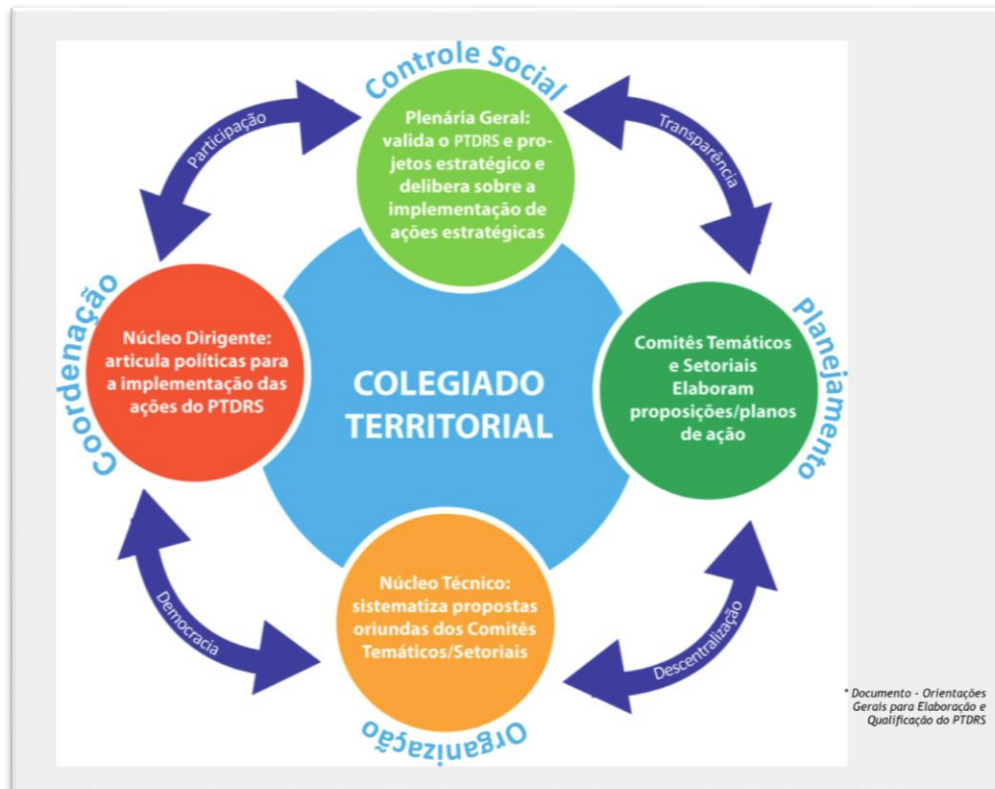 Controle Social
Plenária Geral:
valida o PTDRS e pro-
jetos estratégico e
delibera sobre a
implementação de
ações estratégicas
Participação
Transparência
Coordenação
Núcleo Dirigente:
articula políticas para
a implementação das
ações do PTDRS
COLEGIADO
TERRITORIAL
Comitês Temáticos
e Setoriais
Elaboram
proposições/planos
de ação
Planejamento
Democracia
Núcleo Técnico:
sistematiza propostas
oriundas dos Comitês
Temáticos/Setoriais
Descentralização
Organização
* Documento - Orientações
Gerais para Elaboração e
Qualificação do PTDRS